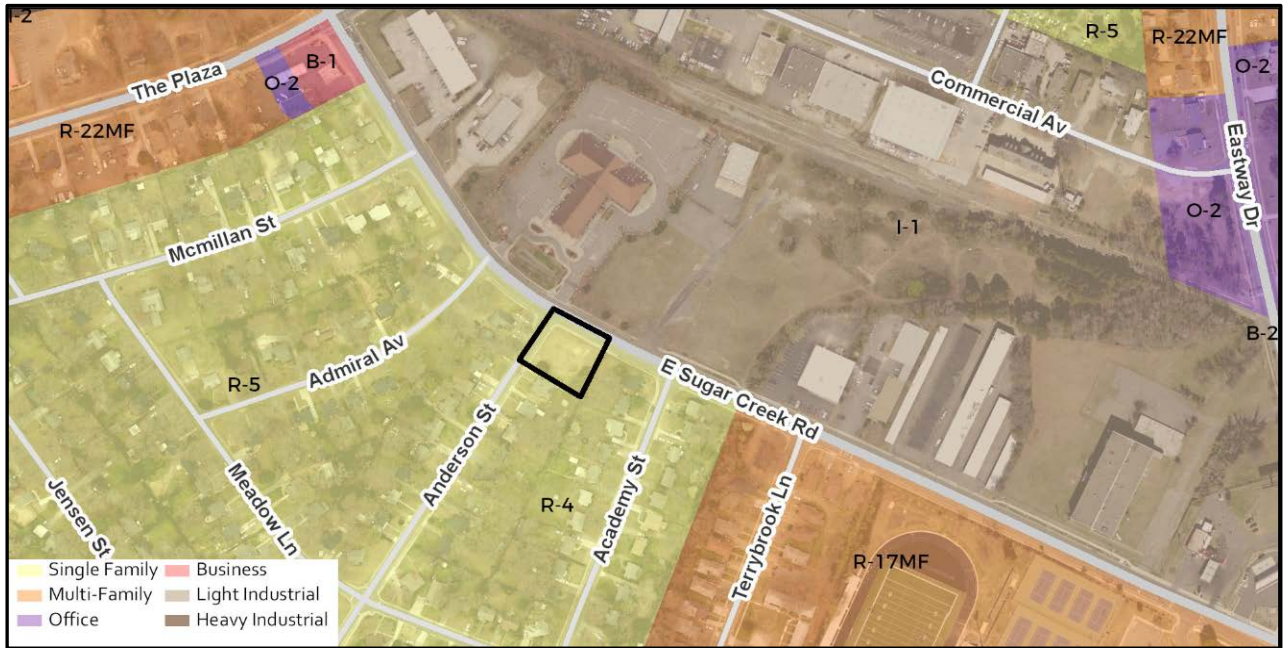 I-2
B-1
O-2
The Plaza
R-22MF
R-5
R-22MF
O-2
Commercial Av
Eastway Dr
O-2
Mcmillan St
I-1
B-2
Admiral Av
R-5
E Sugar Creek Rd
Anderson St
Academy St
Meadow Ln
Jensen St
R-4
Terrybrook Ln
R-17MF
Single Family
Business
Multi-Family
Light Industrial
Office
Heavy Industrial